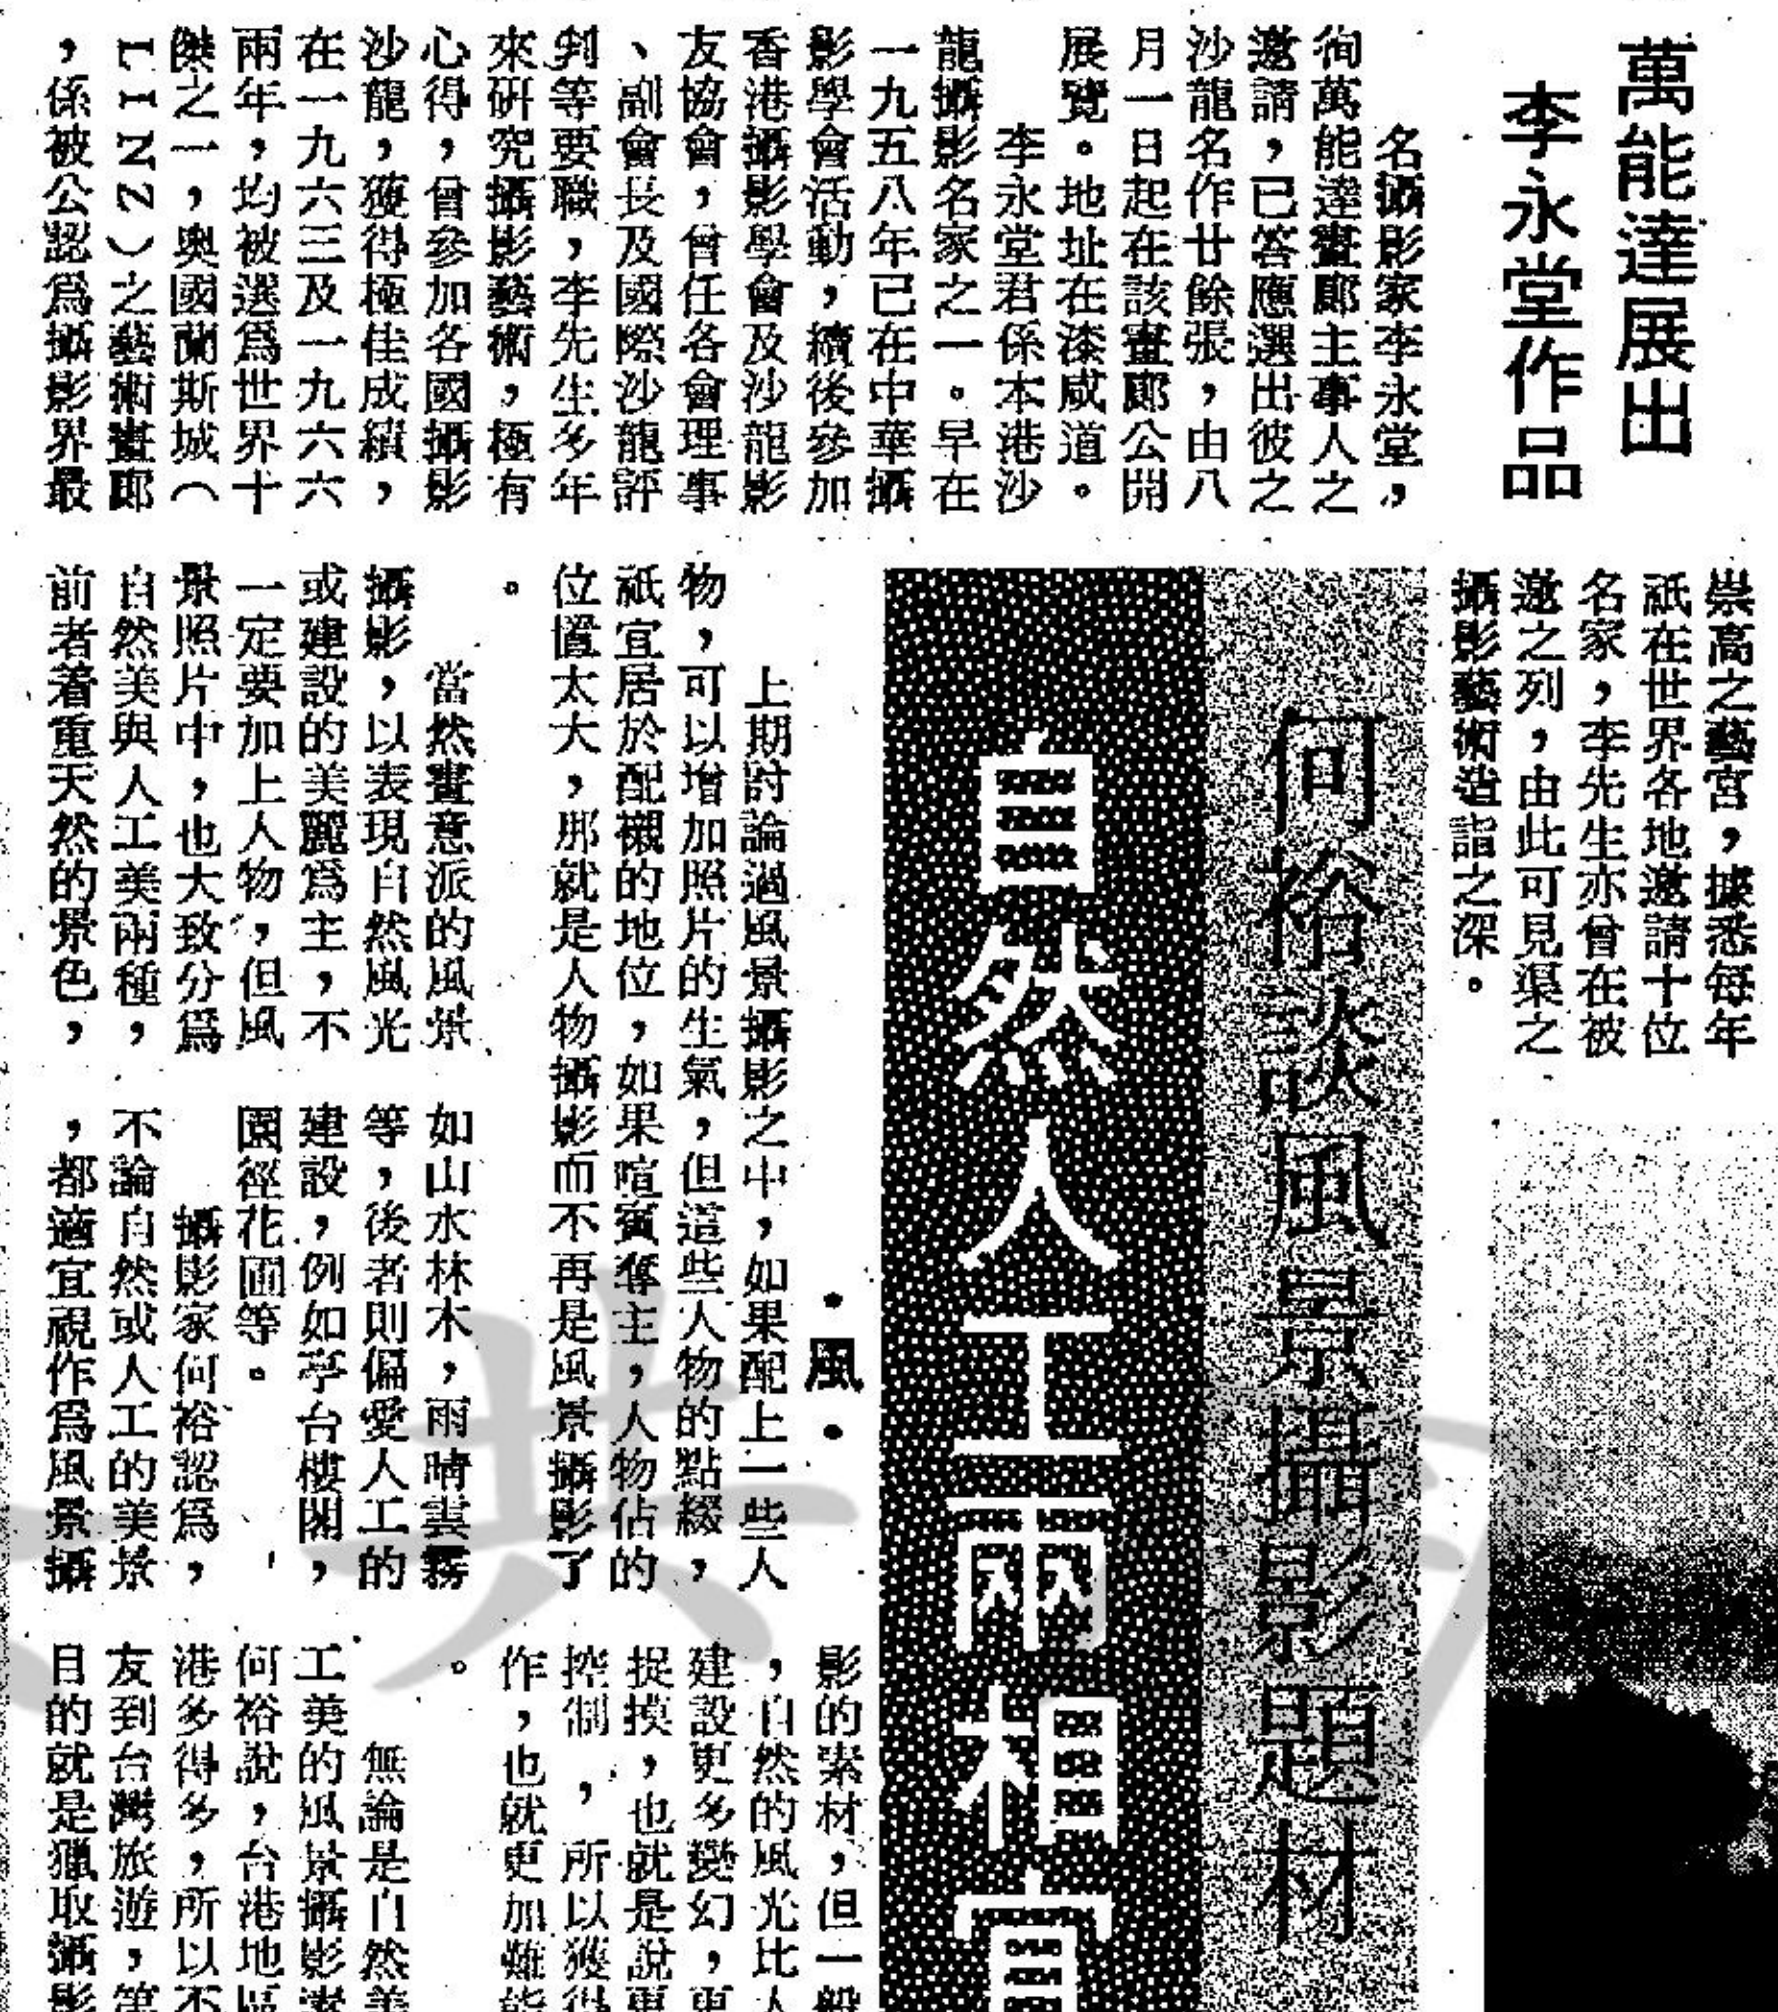 萬能達展出
李永堂作品
名攝影家李永堂，
徇萬能達畫廊主事人之
邀請，已答應選出彼之
沙龍名作廿餘張，由八
月一日起在該畫廊公開
展覽。地址在漆咸道。
李永堂君係本港沙
龍攝影名家之一。早在
一九五八年已在中華攝
影學會活動，續後參加
香港攝影學會及沙龍影
友協會，曾任各會理事
、副會長及國際沙龍評
判等要職，李先生多年
來研究攝影藝術，極有
心得，曾參加各國攝影
沙龍，獲得極佳成績，
在一九六三及一九六六
兩年，均被選爲世界十
傑之一，奧國蘭斯城（
LINZ）之藝術畫廊
，係被公認爲攝影界最
崇高之藝宮，據悉每年
祇在世界各地邀請十位
名家，李先生亦曾在被
邀之列，由此可見渠之
攝影藝術造詣之深。
何裕談風景攝影題材
自然人工兩相宜
•風•
上期討論過風景攝影之中，如果配上一些人
物，可以增加照片的生氣，但這些人物的點綴，
祇宜居於配襯的地位，如果喧賓奪主，人物佔的
位置太大，那就是人物攝影而不再是風景攝影了
。
當然畫意派的風景
攝影，以表現自然風光
或建設的美麗爲主，不
一定要加上人物，但風
景照片中，也大致分爲
自然美與人工美兩種，
前者着重天然的景色，
如山水林木，雨晴雲霧
等，後者則偏愛人工的
建設，例如亭台樓閣，
園徑花圃等。
攝影家何裕認爲，
不論自然或人工的美景
，都適宜視作爲風景攝
影的素材，但一般
，自然的風光比人
建設更多變幻，更
捉摸，也就是說更
控制，所以獲得
作，也就更加難能
。
無論是自然美
工美的風景攝影素
何裕說，台港地區
港多得多，所以不
友到台灣旅遊，第
目的就是獵取攝影
共